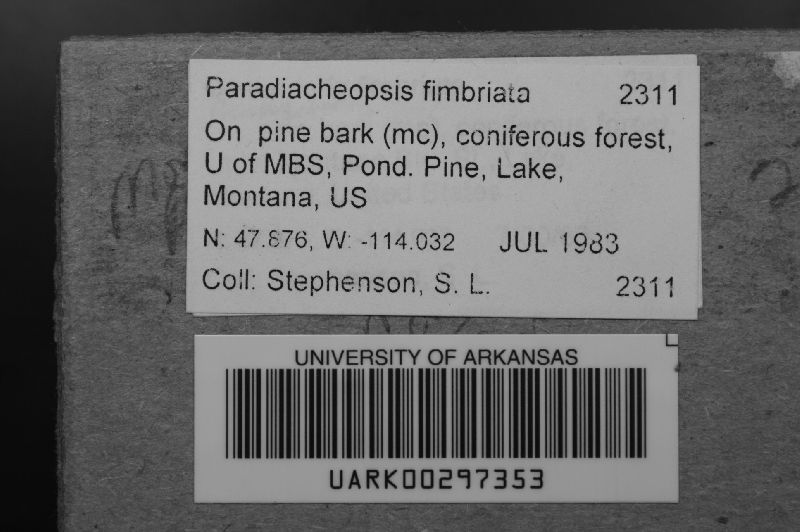 Paradiacheopsis fimbriata 2311
On pine bark (mc), coniferous forest,
U of MBS, Pond. Pine, Lake,
Montana, US
N: 47.876, W: -114.032 JUL 1983
Coll: Stephenson, S. L. 2311
UNIVERSITY OF ARKANSAS
UARK00297353